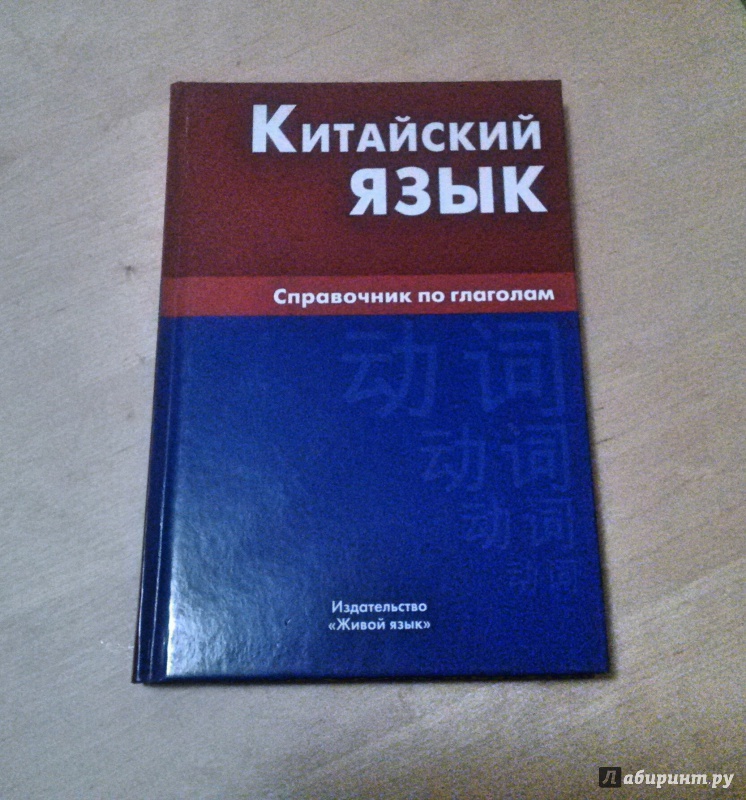 Китайский
язык
Справочник по глаголам
动词
动词
动词
动词
Издательство
«Живой язык»
Лабиринт.ру